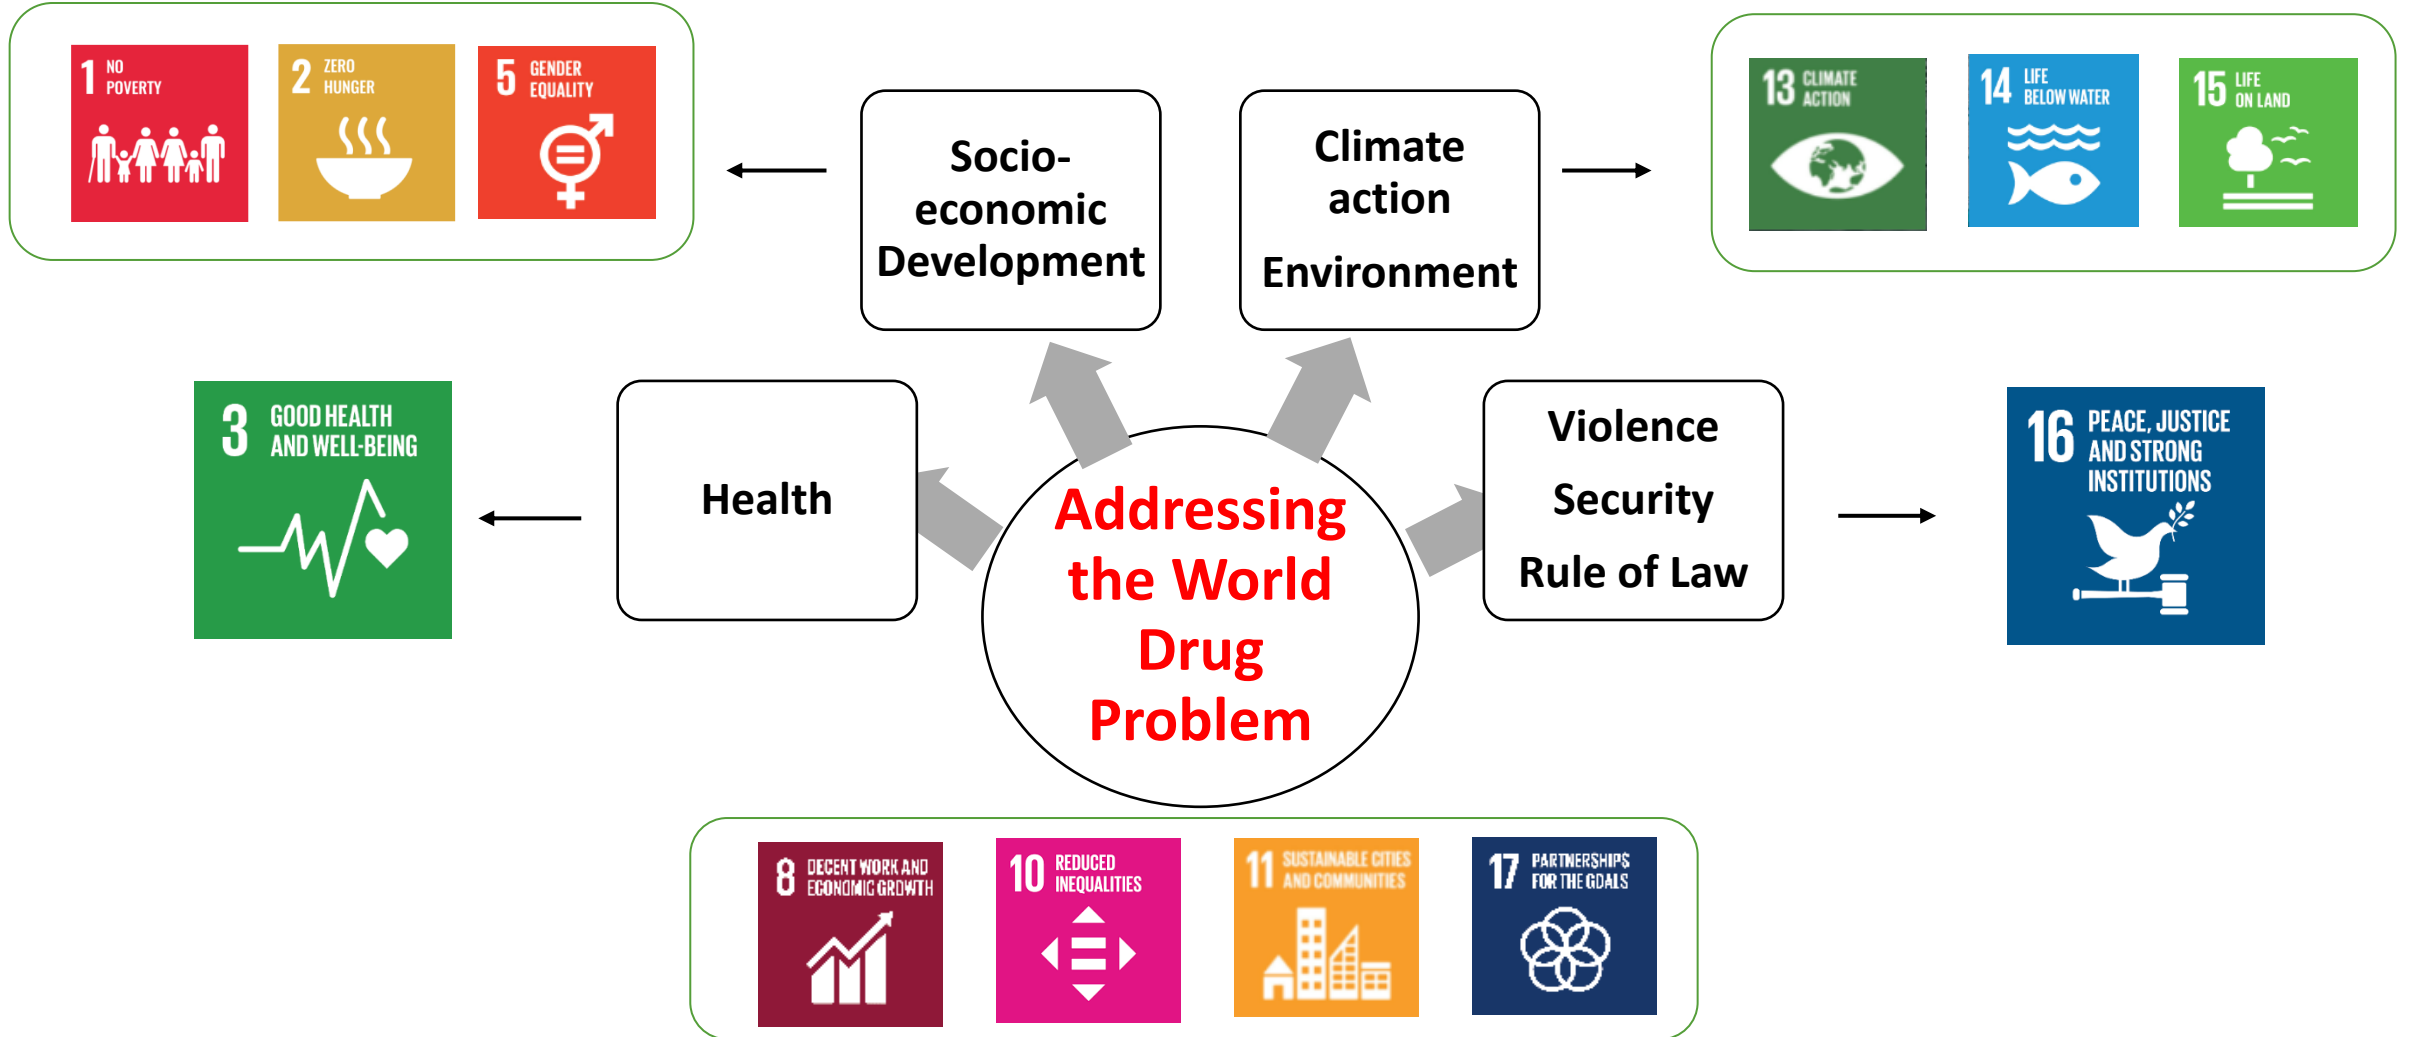 1 NO
POVERTY
2 ZERO
HUNGER
5 GENDER
EQUALITY
Socio-
economic
Development
Climate
action
Environment
13 CLIMATE
ACTION
14 LIFE
BELOW WATER
15 LIFE
ON LAND
3 GOOD HEALTH
AND WELL-BEING
Health
Addressing
the World
Drug
Problem
Violence
Security
Rule of Law
16 PEACE, JUSTICE
AND STRONG
INSTITUTIONS
8 DECENT WORK AND
ECONOMIC GROWTH
10 REDUCED
INEQUALITIES
11 SUSTAINABLE CITIES
AND COMMUNITIES
17 PARTNERSHIPS
FOR THE GOALS